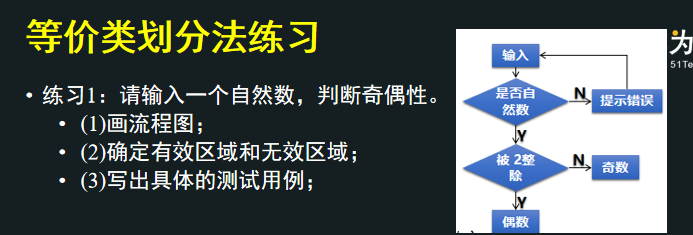 等价类划分法练习
• 练习1：请输入一个自然数，判断奇偶性。
• (1)画流程图；
• (2)确定有效区域和无效区域；
• (3)写出具体的测试用例；
输入
是否自
然数
N
提示错误
Y
被 2整
除
N
奇数
Y
偶数
为
51Te